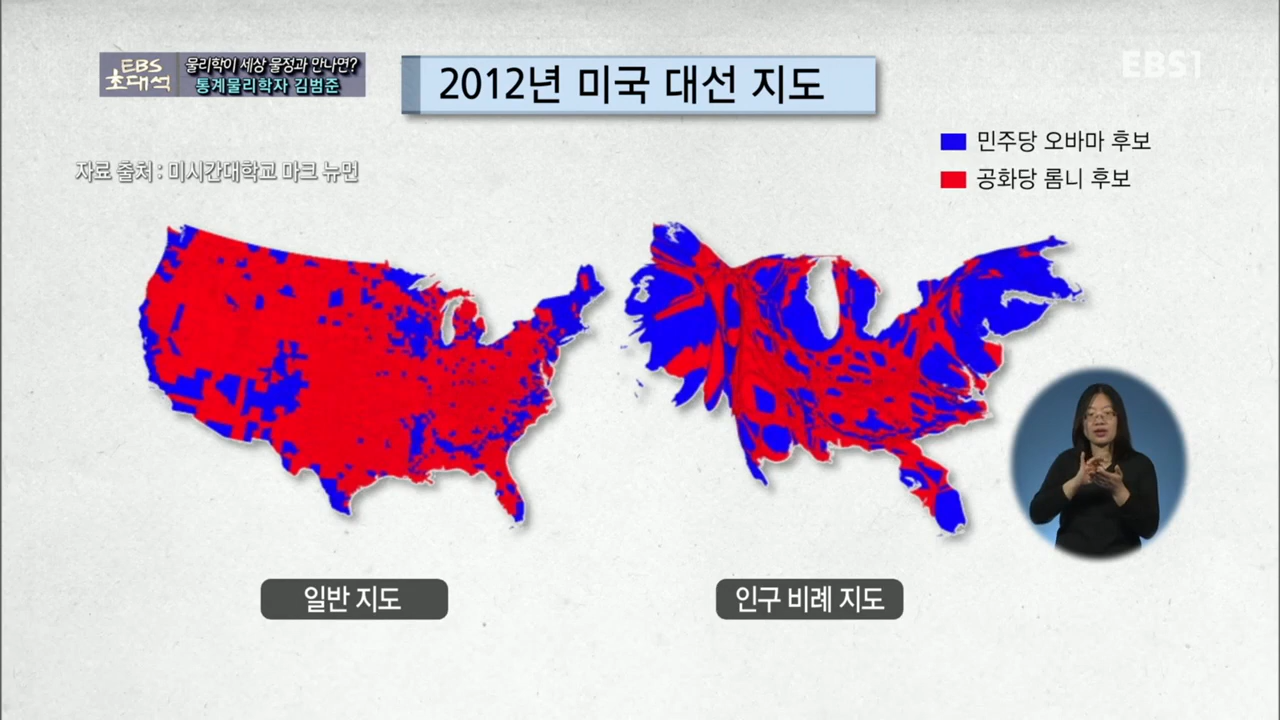 EBS
초대석
물리학이 세상 물정과 만나면?
통계물리학자 김범준
2012년 미국 대선 지도
EBS1
민주당 오바마 후보
공화당 롬니 후보
자료 출처 : 미시간대학교 마크 뉴먼
일반 지도
인구 비례 지도